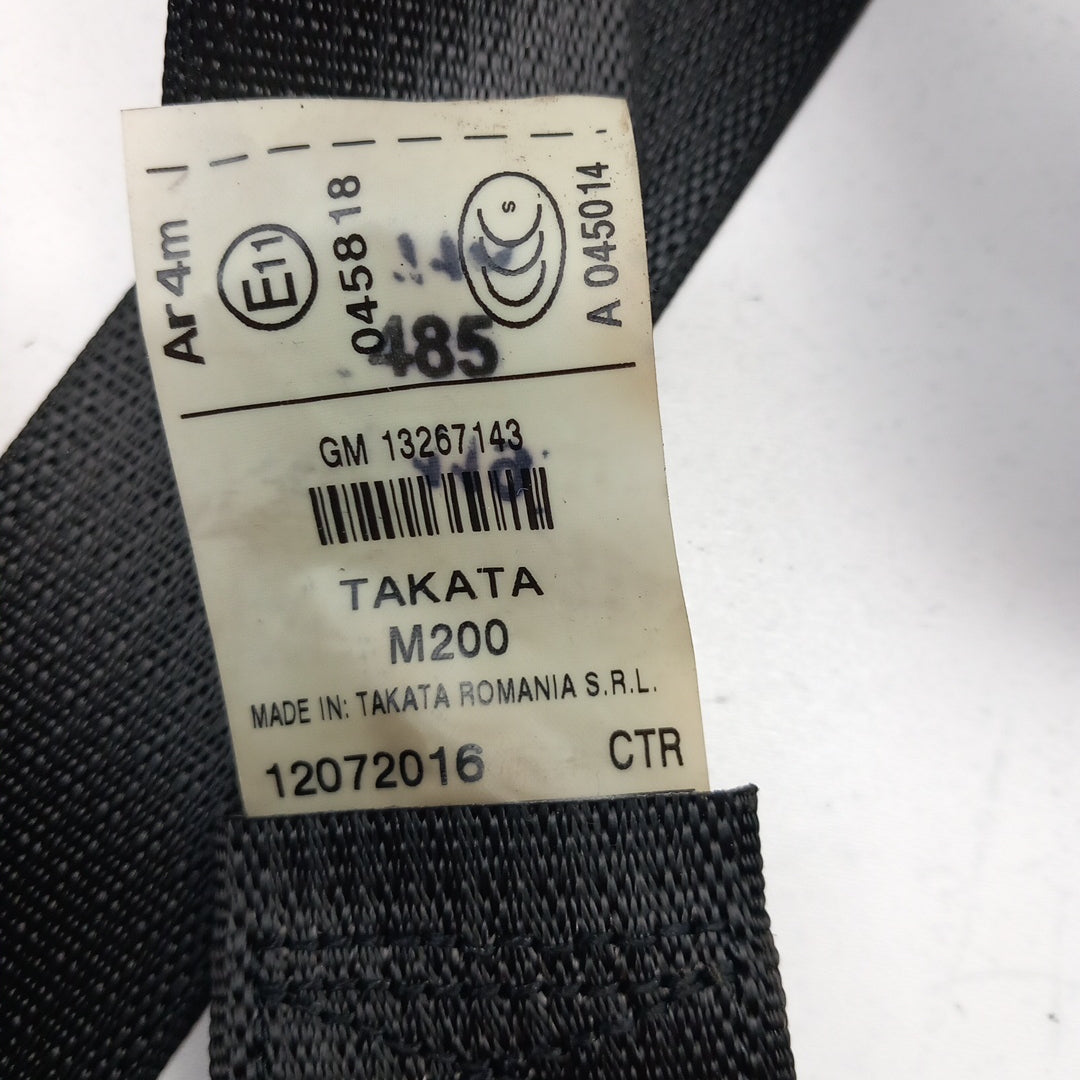 Ar4m
E11
045818
S
A 045014
485
GM 13267143
TAKATA
M200
MADE IN: TAKATA ROMANIA S.R.L.
12072016 CTR